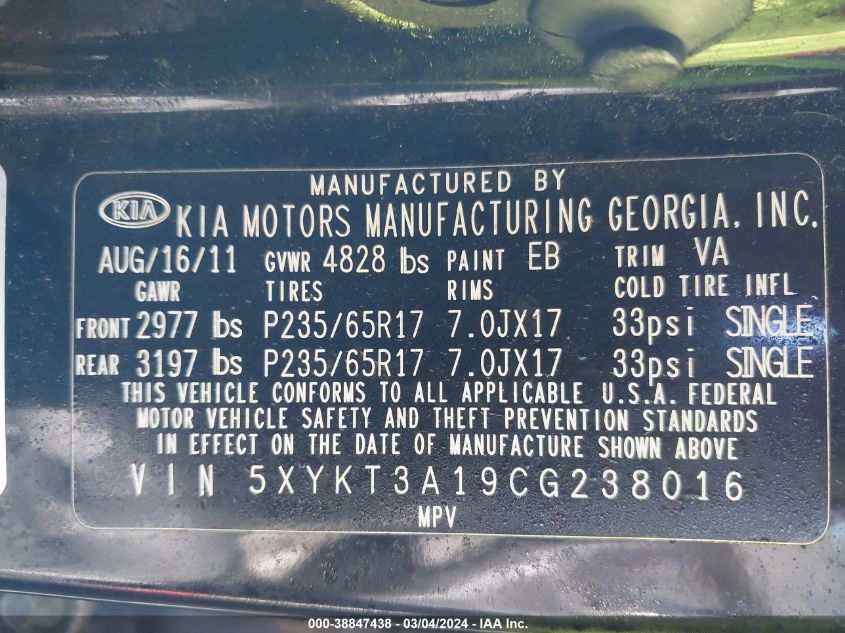 MANUFACTURED BY
KIA KIA MOTORS MANUFACTURING GEORGIA, INC.
AUG/16/11 GVWR 4828 lbs PAINT EB TRIM VA
GAWR TIRES RIMS COLD TIRE INFL
FRONT 2977 lbs P235/65R17 7.0JX17 33psi SINGLE
REAR 3197 lbs P235/65R17 7.0JX17 33psi SINGLE
THIS VEHICLE CONFORMS TO ALL APPLICABLE U.S.A. FEDERAL
MOTOR VEHICLE SAFETY AND THEFT PREVENTION STANDARDS
IN EFFECT ON THE DATE OF MANUFACTURE SHOWN ABOVE
VIN 5XYKT3A19CG238016
MPV
000-38847438 - 03/04/2024 - IAA Inc.